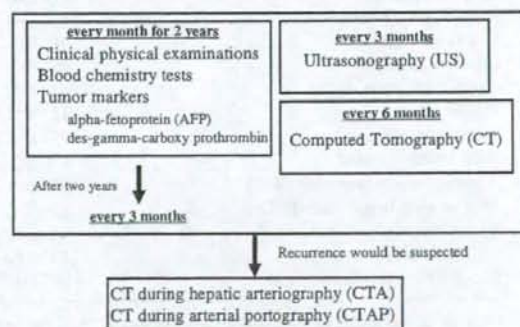 every month for 2 years
Clinical physical examinations
Blood chemistry tests
Tumor markers
alpha-fetoprotein (AFP)
des-gamma-carboxy prothrombin
After two years
every 3 months
every 3 months
Ultrasonography (US)
every 6 months
Computed Tomography (CT)
Recurrence would be suspected
CT during hepatic arteriography (CTA)
CT during arterial portography (CTAP)